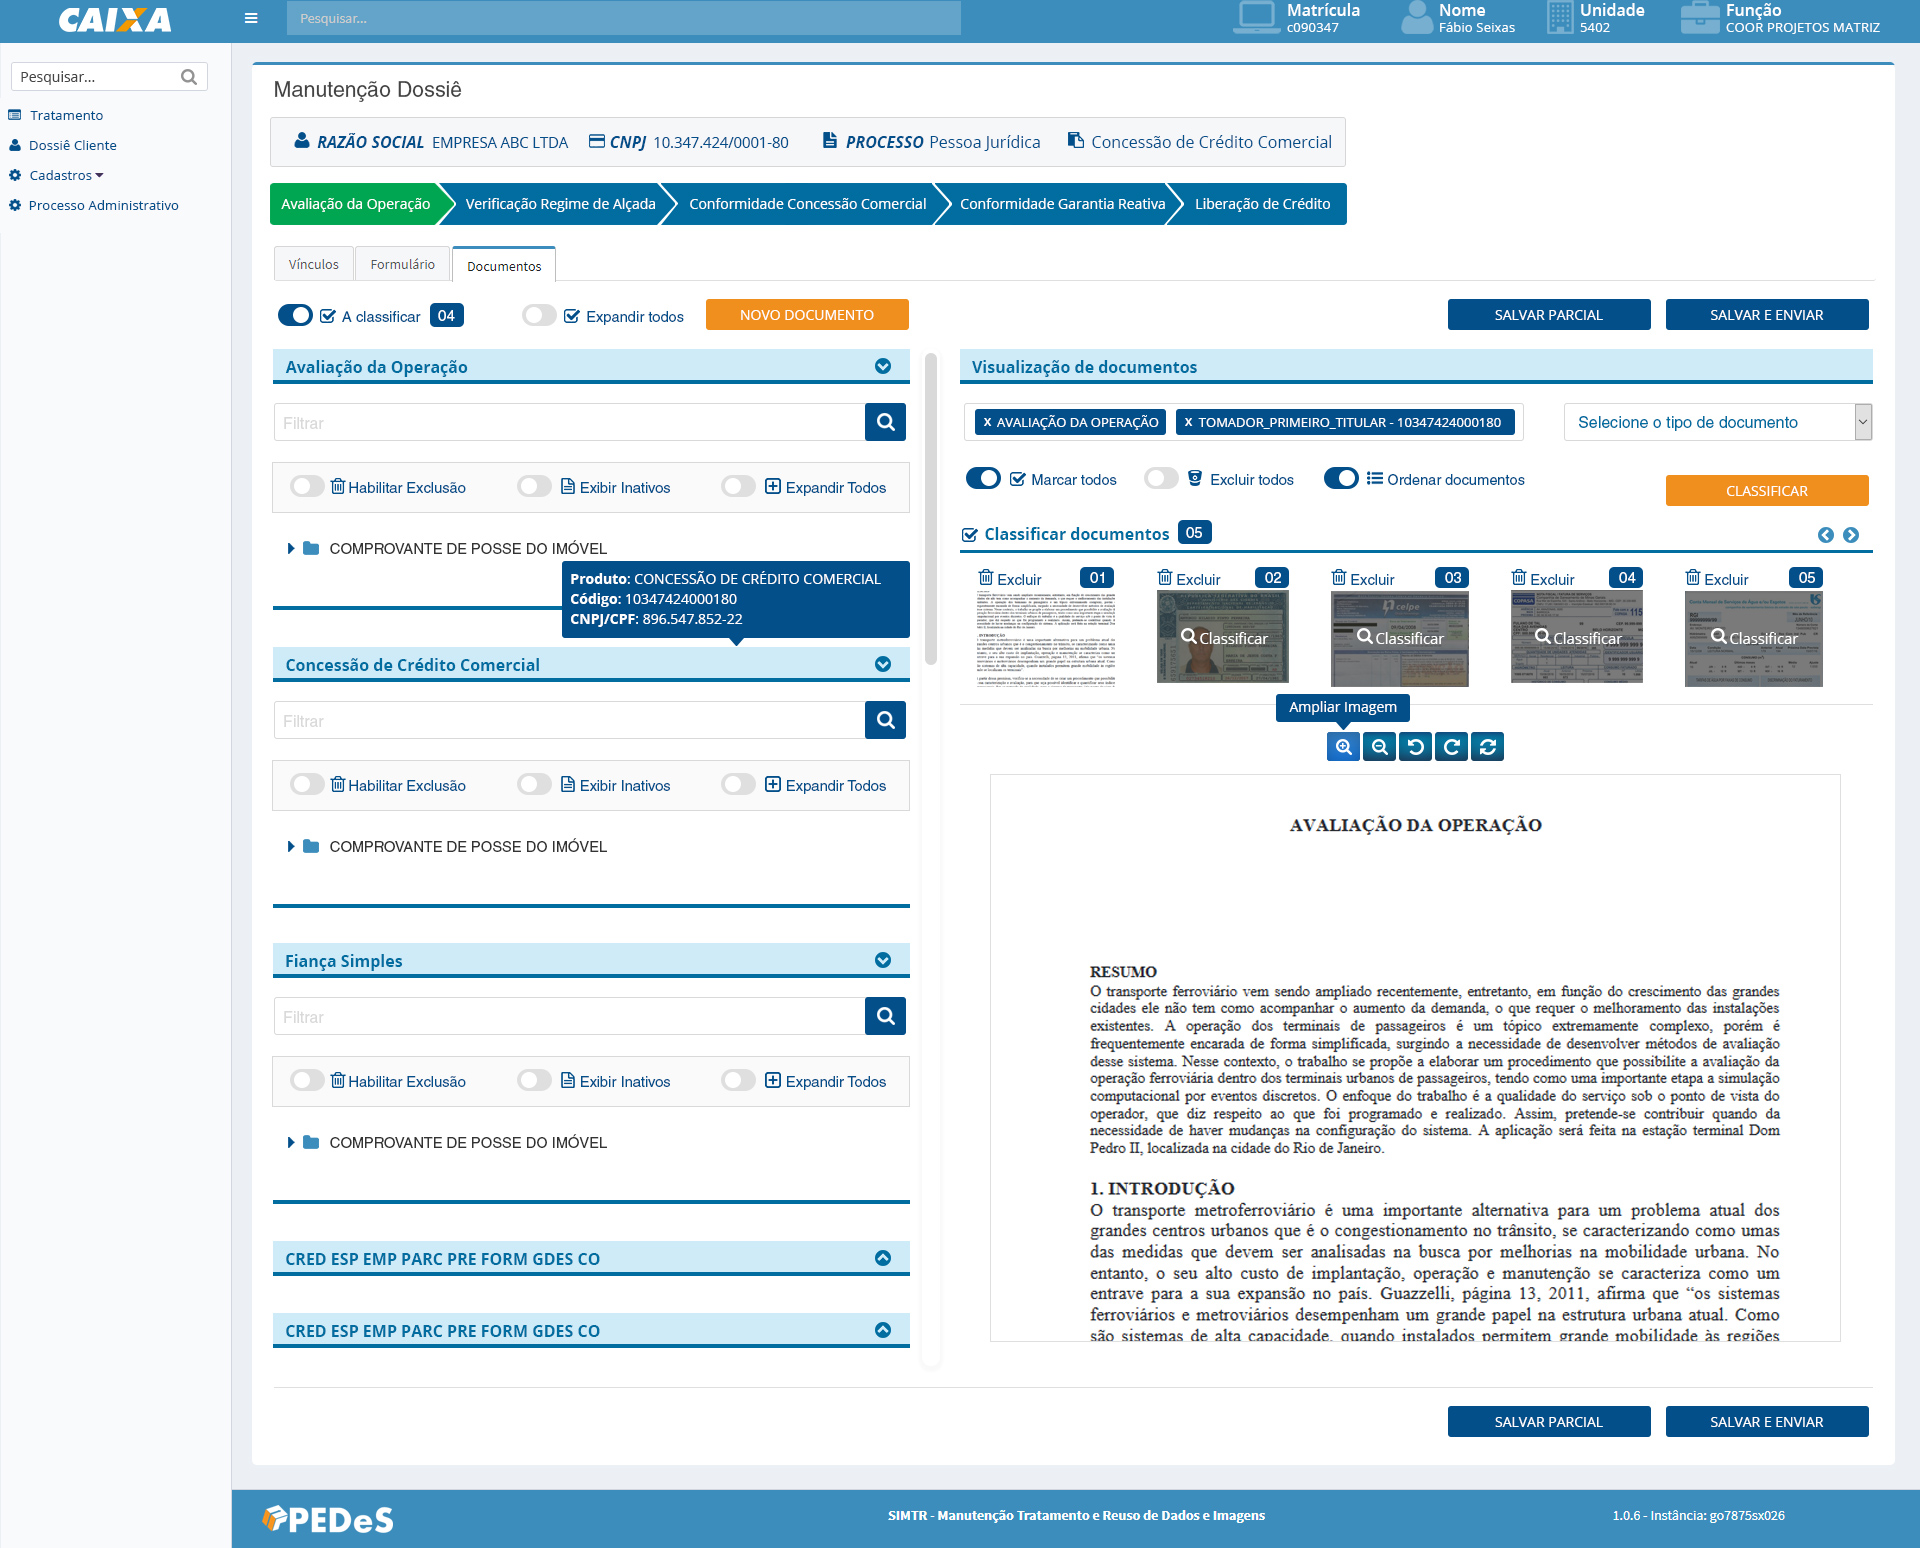 CAIXA
Pesquisar...
Matrícula
c090347
Nome
Fábio Seixas
Unidade
5402
Função
COOR PROJETOS MATRIZ
Pesquisar...
Tratamento
Dossiê Cliente
Cadastros
Processo Administrativo
Manutenção Dossiê
RAZÃO SOCIAL EMPRESA ABC LTDA CNPJ 10.347.424/0001-80 PROCESSO Pessoa Jurídica Concessão de Crédito Comercial
Avaliação da Operação Verificação Regime de Alçada Conformidade Concessão Comercial Conformidade Garantia Reativa Liberação de Crédito
Vínculos Formulário Documentos
A classificar 04 Expandir todos NOVO DOCUMENTO SALVAR PARCIAL SALVAR E ENVIAR
Avaliação da Operação
Filtrar
Habilitar Exclusão Exibir Inativos Expandir Todos
COMPROVANTE DE POSSE DO IMÓVEL
Produto: CONCESSÃO DE CRÉDITO COMERCIAL
Código: 10347424000180
CNPJ/CPF: 896.547.852-22
Concessão de Crédito Comercial
Filtrar
Habilitar Exclusão Exibir Inativos Expandir Todos
COMPROVANTE DE POSSE DO IMÓVEL
Fiança Simples
Filtrar
Habilitar Exclusão Exibir Inativos Expandir Todos
COMPROVANTE DE POSSE DO IMÓVEL
CRED ESP EMP PARC PRE FORM GDES CO
CRED ESP EMP PARC PRE FORM GDES CO
Visualização de documentos
x AVALIAÇÃO DA OPERAÇÃO x TOMADOR_PRIMEIRO_TITULAR - 10347424000180 Selecione o tipo de documento
Marcar todos Excluir todos Ordenar documentos CLASSIFICAR
Classificar documentos 05
Excluir 01 Excluir 02 Excluir 03 Excluir 04 Excluir 05
celpe
Classificar Classificar Classificar Classificar
Ampliar Imagem
AVALIAÇÃO DA OPERAÇÃO
RESUMO
O transporte ferroviário vem sendo ampliado recentemente, entretanto, em função do crescimento das grandes
cidades ele não tem como acompanhar o aumento da demanda, o que requer o melhoramento das instalações
existentes. A operação dos terminais de passageiros é um tópico extremamente complexo, porém é
frequentemente encarada de forma simplificada, surgindo a necessidade de desenvolver métodos de avaliação
desse sistema. Nesse contexto, o trabalho se propõe a elaborar um procedimento que possibilite a avaliação da
operação ferroviária dentro dos terminais urbanos de passageiros, tendo como uma importante etapa a simulação
computacional por eventos discretos. O enfoque do trabalho é a qualidade do serviço sob o ponto de vista do
operador, que diz respeito ao que foi programado e realizado. Assim, pretende-se contribuir quando da
necessidade de haver mudanças na configuração do sistema. A aplicação será feita na estação terminal Dom
Pedro II, localizada na cidade do Rio de Janeiro.
1. INTRODUÇÃO
O transporte metroferroviário é uma importante alternativa para um problema atual dos
grandes centros urbanos que é o congestionamento no trânsito, se caracterizando como umas
das medidas que devem ser analisadas na busca por melhorias na mobilidade urbana. No
entanto, o seu alto custo de implantação, operação e manutenção se caracteriza como um
entrave para a sua expansão no país. Guazzelli, página 13, 2011, afirma que “os sistemas
ferroviários e metroviários desempenham um grande papel na estrutura urbana atual. Como
são sistemas de alta capacidade, quando instalados permitem grande mobilidade às regiões
SALVAR PARCIAL SALVAR E ENVIAR
PEDeS
SIMTR - Manutenção Tratamento e Reuso de Dados e Imagens
1.0.6 - Instância: go7875sx026